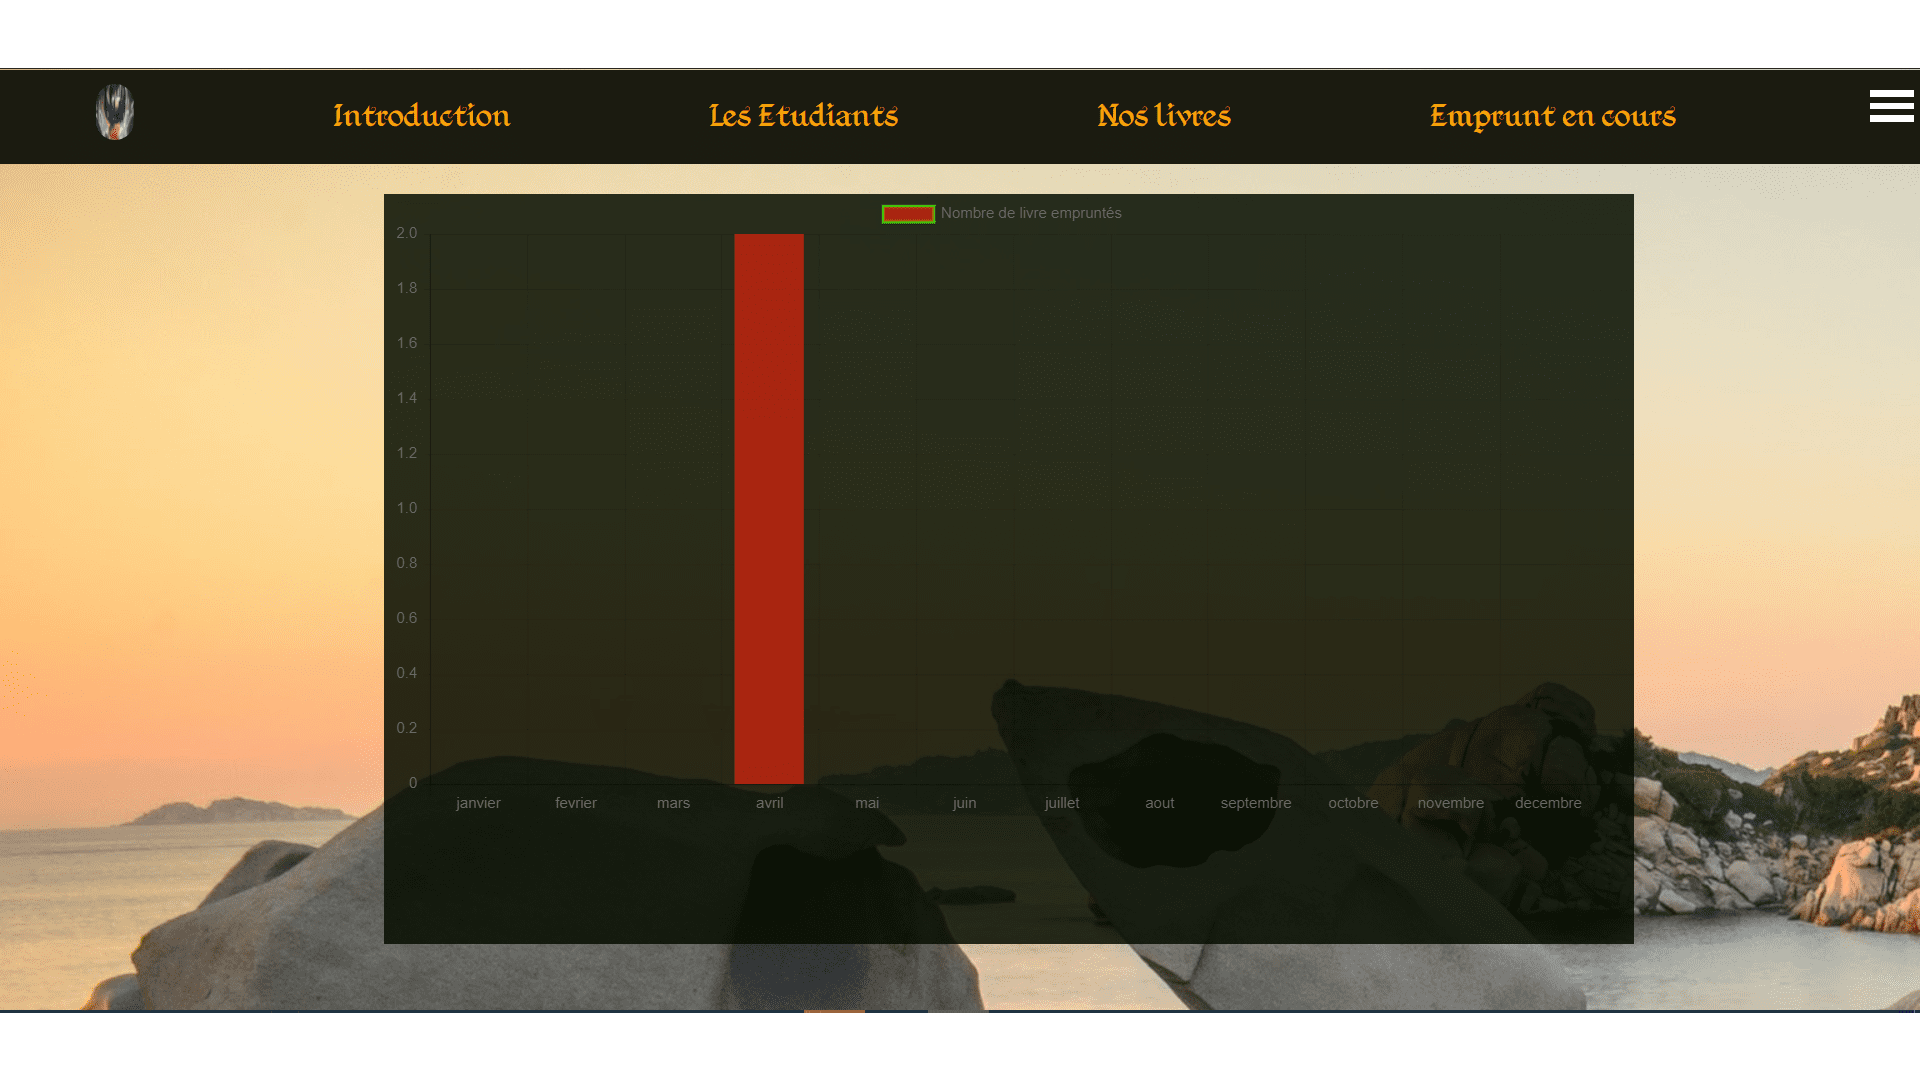 Introduction
Les Etudiants
Nos livres
Emprunt en cours
Nombre de livre empruntés
2.0
1.8
1.6
1.4
1.2
1.0
0.8
0.6
0.4
0.2
0
janvier fevrier mars avril mai juin juillet aout septembre octobre novembre decembre